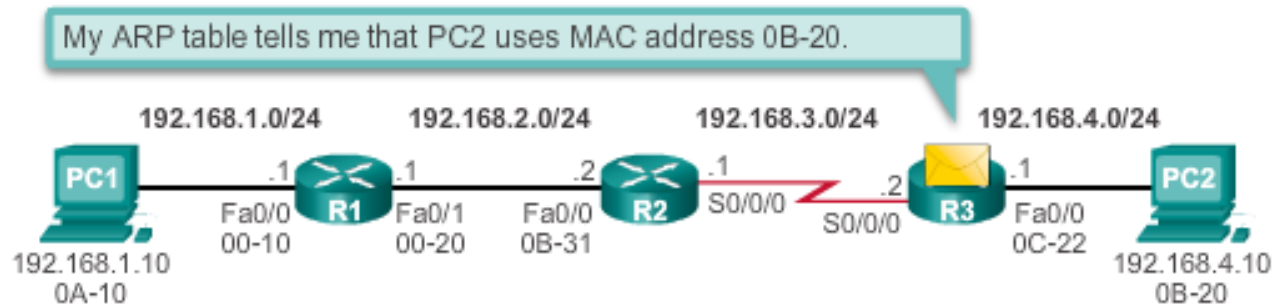 My ARP table tells me that PC2 uses MAC address 0B-20.
192.168.1.0/24 192.168.2.0/24 192.168.3.0/24 192.168.4.0/24
PC1 .1 R1 .1 .2 R2 .1 .2 R3 .1 PC2
Fa0/0 Fa0/1 Fa0/0 S0/0/0 S0/0/0 Fa0/0
00-10 00-20 0B-31 0C-22
192.168.1.10 192.168.4.10
0A-10 0B-20